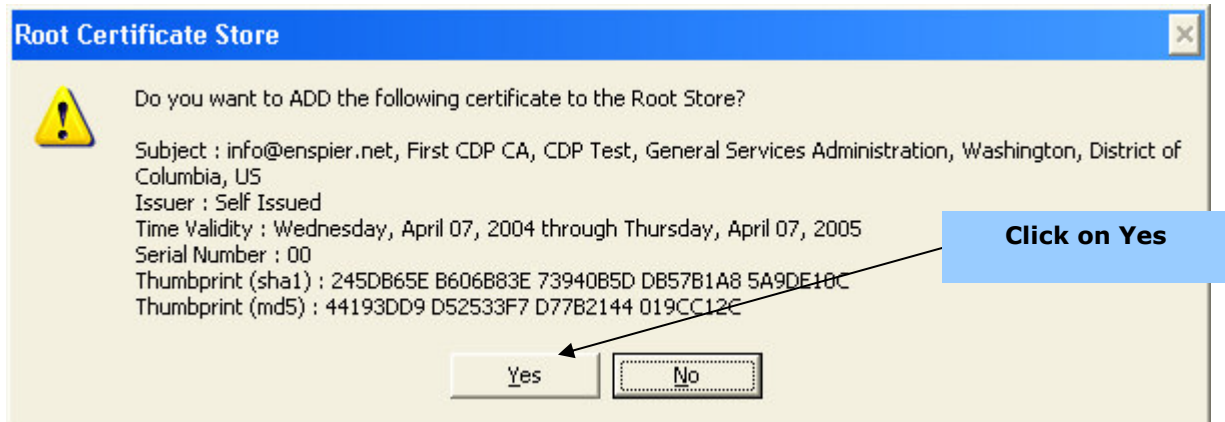 Root Certificate Store
Do you want to ADD the following certificate to the Root Store?
Subject : info@enspier.net, First CDP CA, CDP Test, General Services Administration, Washington, District of
Columbia, US
Issuer : Self Issued
Time Validity : Wednesday, April 07, 2004 through Thursday, April 07, 2005
Serial Number : 00
Thumbprint (sha1) : 245DB65E B606B83E 73940B5D DB57B1A8 5A9DE10C
Thumbprint (md5) : 44193DD9 D52533F7 D77B2144 019CC12C
Click on Yes
Yes
No